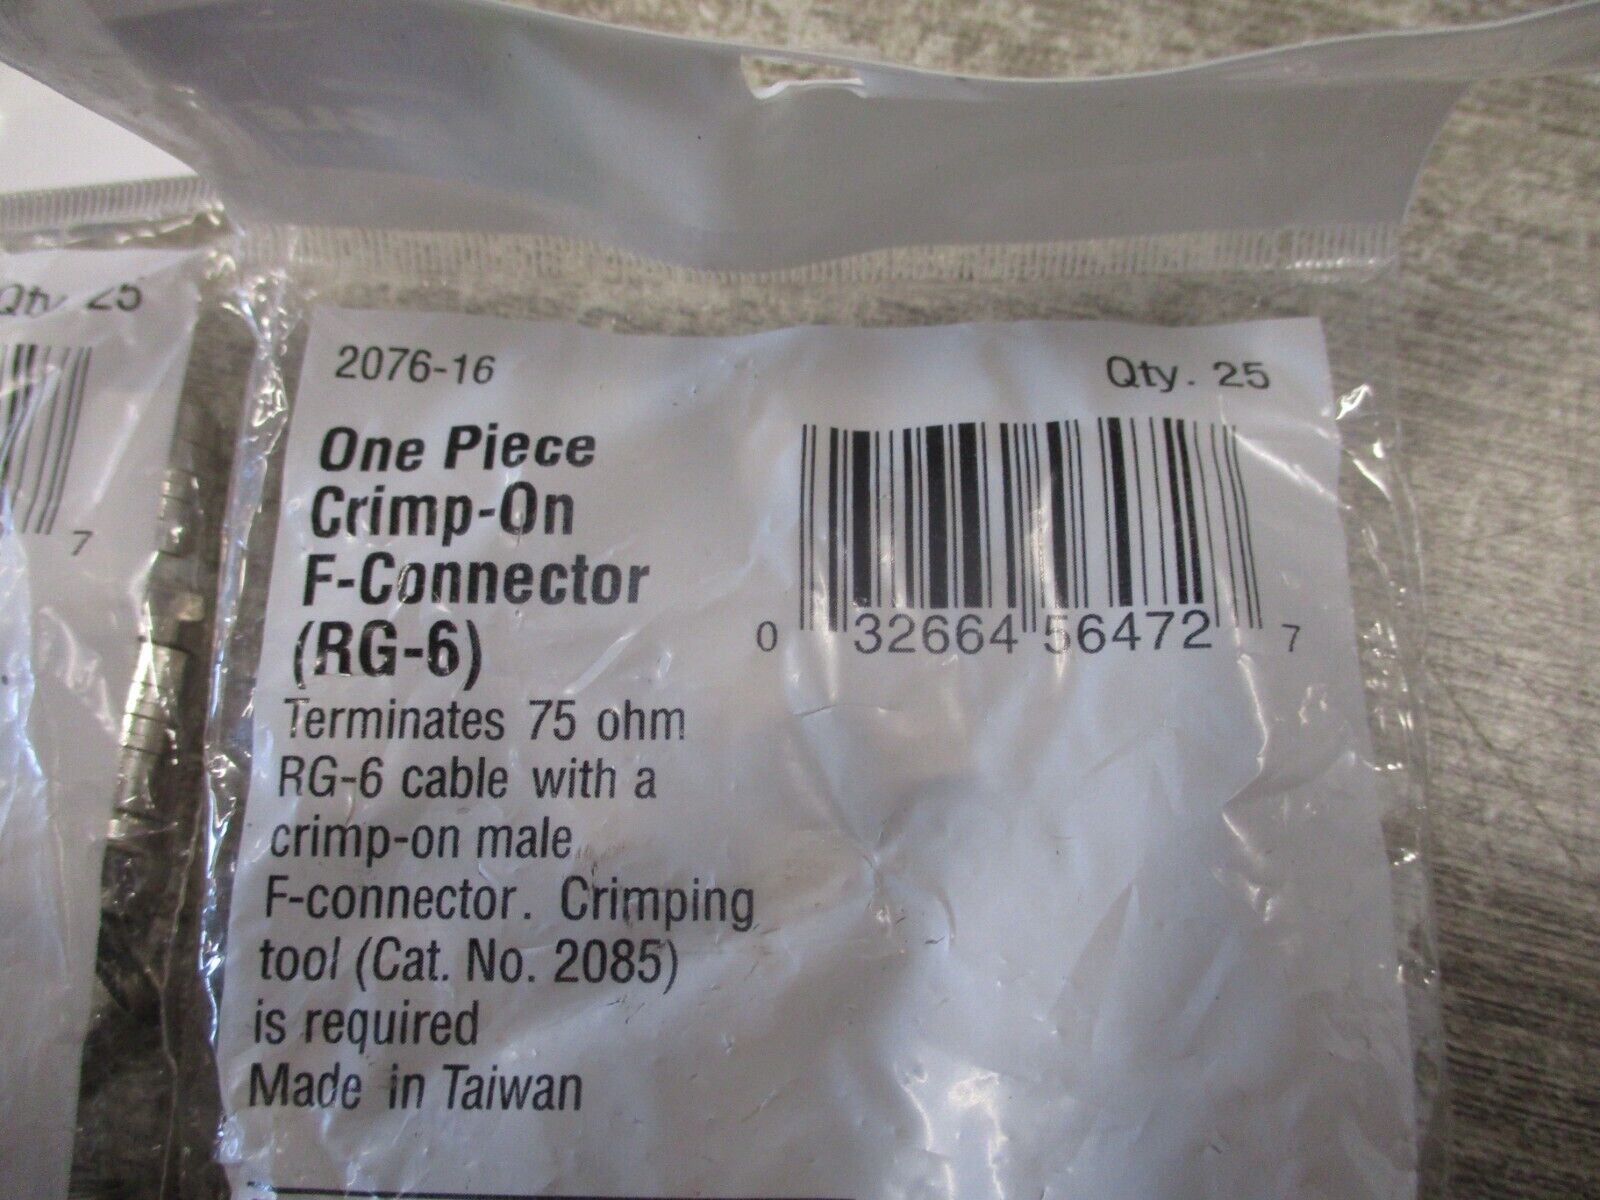 Qty. 25
7
2076-16
Qty. 25
One Piece
Crimp-On
F-Connector
(RG-6)
0 32664 56472 7
Terminates 75 ohm
RG-6 cable with a
crimp-on male
F-connector. Crimping
tool (Cat. No. 2085)
is required
Made in Taiwan